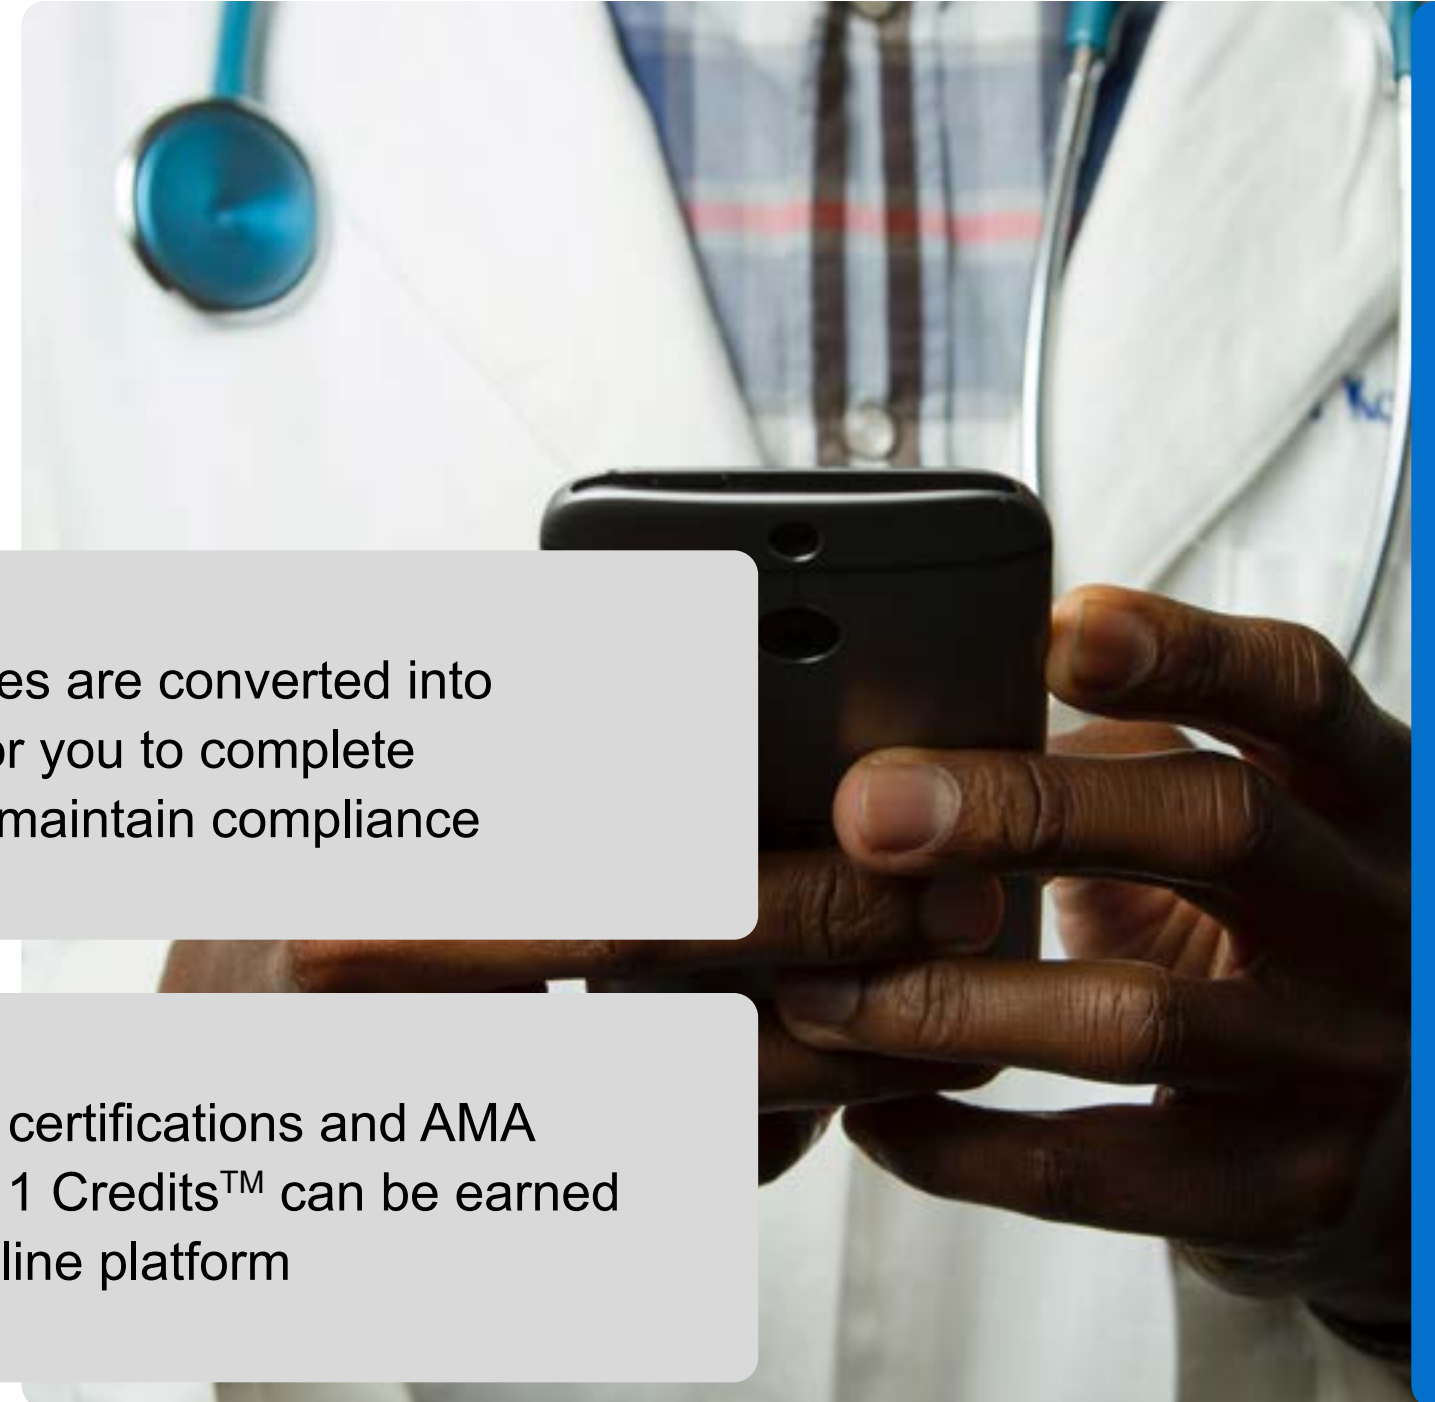 es are converted into
or you to complete
maintain compliance
certifications and AMA
1 Credits™ can be earned
line platform